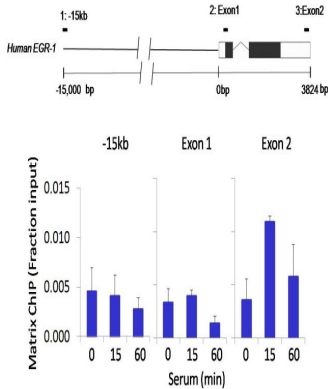 1: -15kb 2: Exon1 3:Exon2
Human EGR-1
-15,000 bp 0bp 3824 bp
-15kb Exon 1 Exon 2
Matrix ChIP (Fraction input)
0.015
0.010
0.005
0.000
0 15 60 0 15 60 0 15 60
Serum (min)